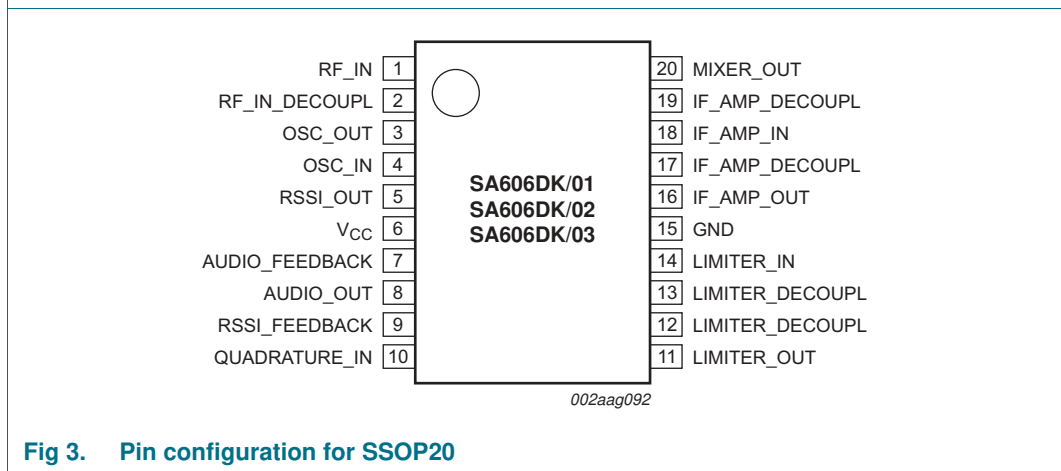 RF_IN 1
RF_IN_DECOUPL 2
OSC_OUT 3
OSC_IN 4
RSSI_OUT 5
VCC 6
AUDIO_FEEDBACK 7
AUDIO_OUT 8
RSSI_FEEDBACK 9
QUADRATURE_IN 10
SA606DK/01
SA606DK/02
SA606DK/03
20 MIXER_OUT
19 IF_AMP_DECOUPL
18 IF_AMP_IN
17 IF_AMP_DECOUPL
16 IF_AMP_OUT
15 GND
14 LIMITER_IN
13 LIMITER_DECOUPL
12 LIMITER_DECOUPL
11 LIMITER_OUT
002aag092
Fig 3. Pin configuration for SSOP20